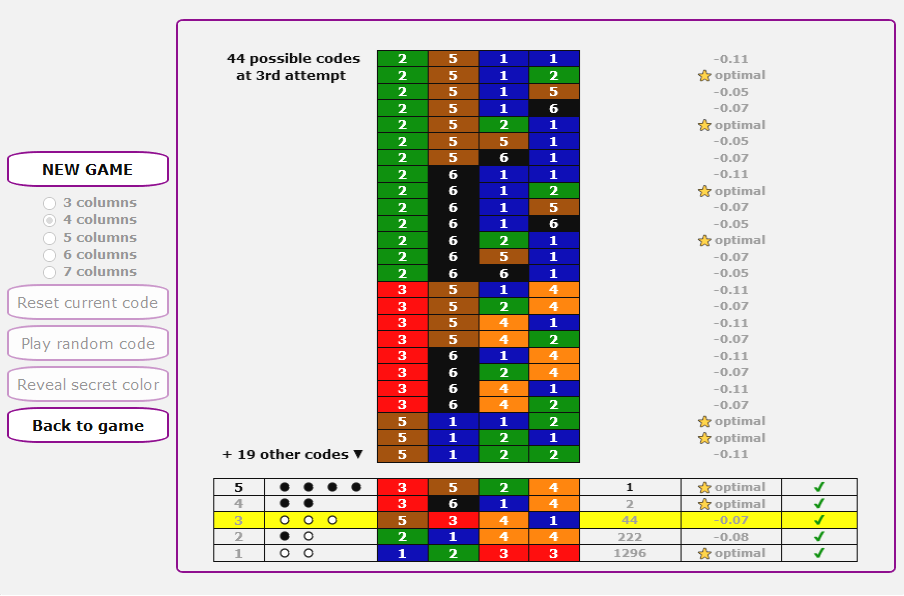 NEW GAME
3 columns
4 columns
5 columns
6 columns
7 columns
Reset current code
Play random code
Reveal secret color
Back to game
44 possible codes
at 3rd attempt
2 5 1 1 -0.11
2 5 1 2 optimal
2 5 1 5 -0.05
2 5 1 6 -0.07
2 5 2 1 optimal
2 5 5 1 -0.05
2 5 6 1 -0.07
2 6 1 1 -0.11
2 6 1 2 optimal
2 6 1 5 -0.07
2 6 1 6 -0.05
2 6 2 1 optimal
2 6 5 1 -0.07
2 6 6 1 -0.05
3 5 1 4 -0.11
3 5 2 4 -0.07
3 5 4 1 -0.11
3 5 4 2 -0.07
3 6 1 4 -0.11
3 6 2 4 -0.07
3 6 4 1 -0.11
3 6 4 2 -0.07
5 1 1 2 optimal
5 1 2 1 optimal
+ 19 other codes ▼ 5 1 2 2 -0.11
5 3 5 2 4 1 optimal
4 3 6 1 4 2 optimal
3 5 3 4 1 44 -0.07
2 2 1 4 4 222 -0.08
1 1 2 3 3 1296 optimal